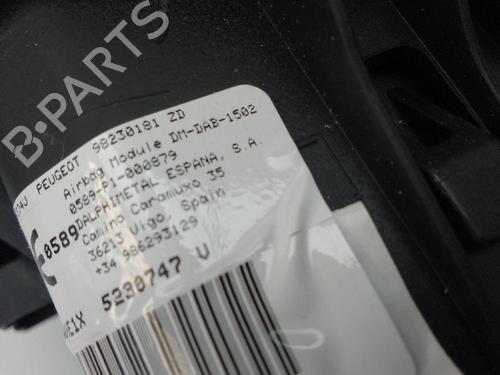 B-PARTS
PEUGEOT 98230181 ZD
Airbag Module DM-DAB-1502
0589-P1-000879
DALPHIMETAL ESPANA, S.A.
Camino Caramuxo 35
36213 Vigo, Spain
+34 986293129
0589
5230747 V